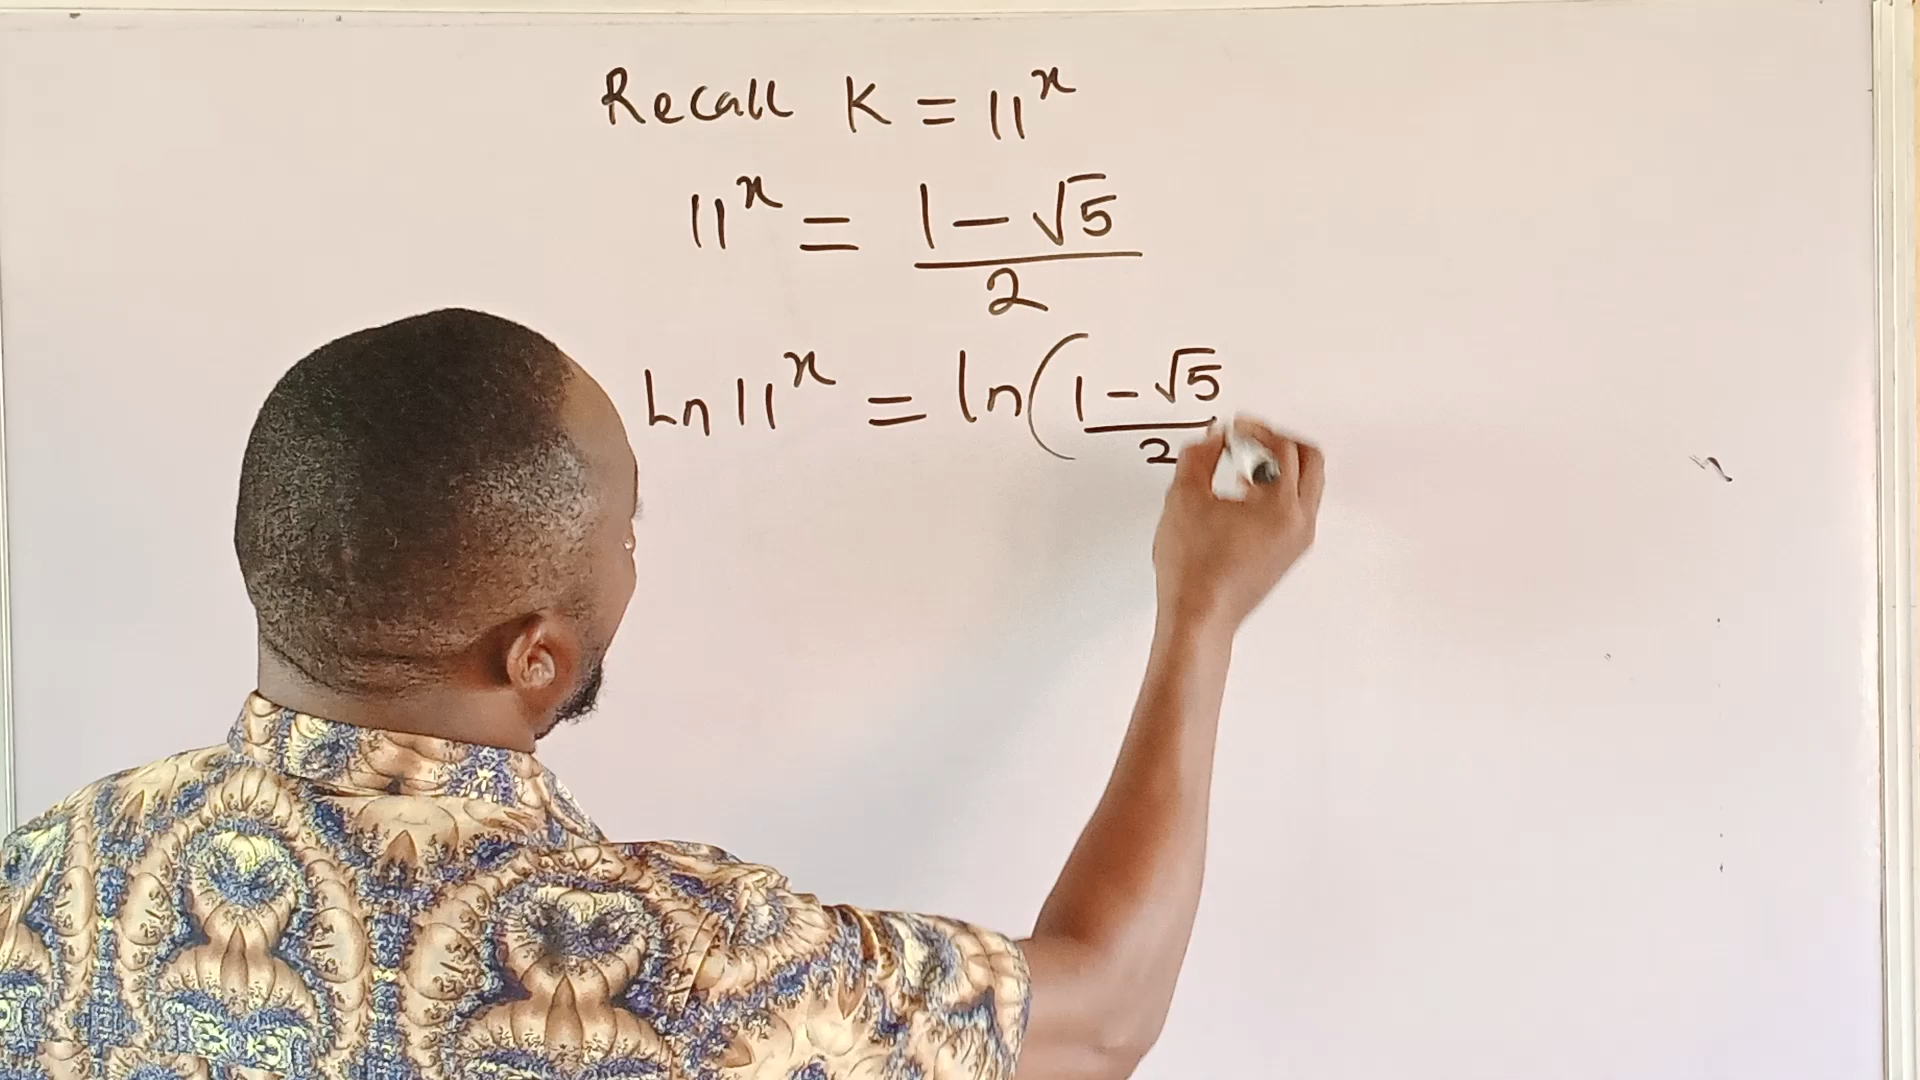 Recall K = 11^x
11^x = (1 - √5)/2
Ln 11^x = ln((1 - √5)/2